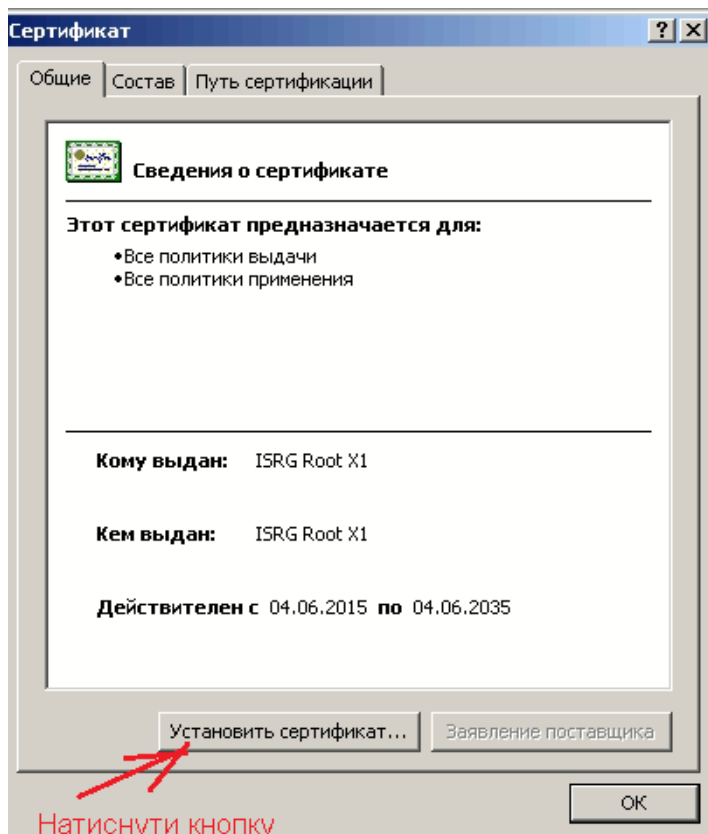 Сертификат
Общие Состав Путь сертификации
Сведения о сертификате
Этот сертификат предназначается для:
•Все политики выдачи
•Все политики применения
Кому выдан: ISRG Root X1
Кем выдан: ISRG Root X1
Действителен с 04.06.2015 по 04.06.2035
Установить сертификат... Заявление поставщика
ОК
Натиснути кнопку